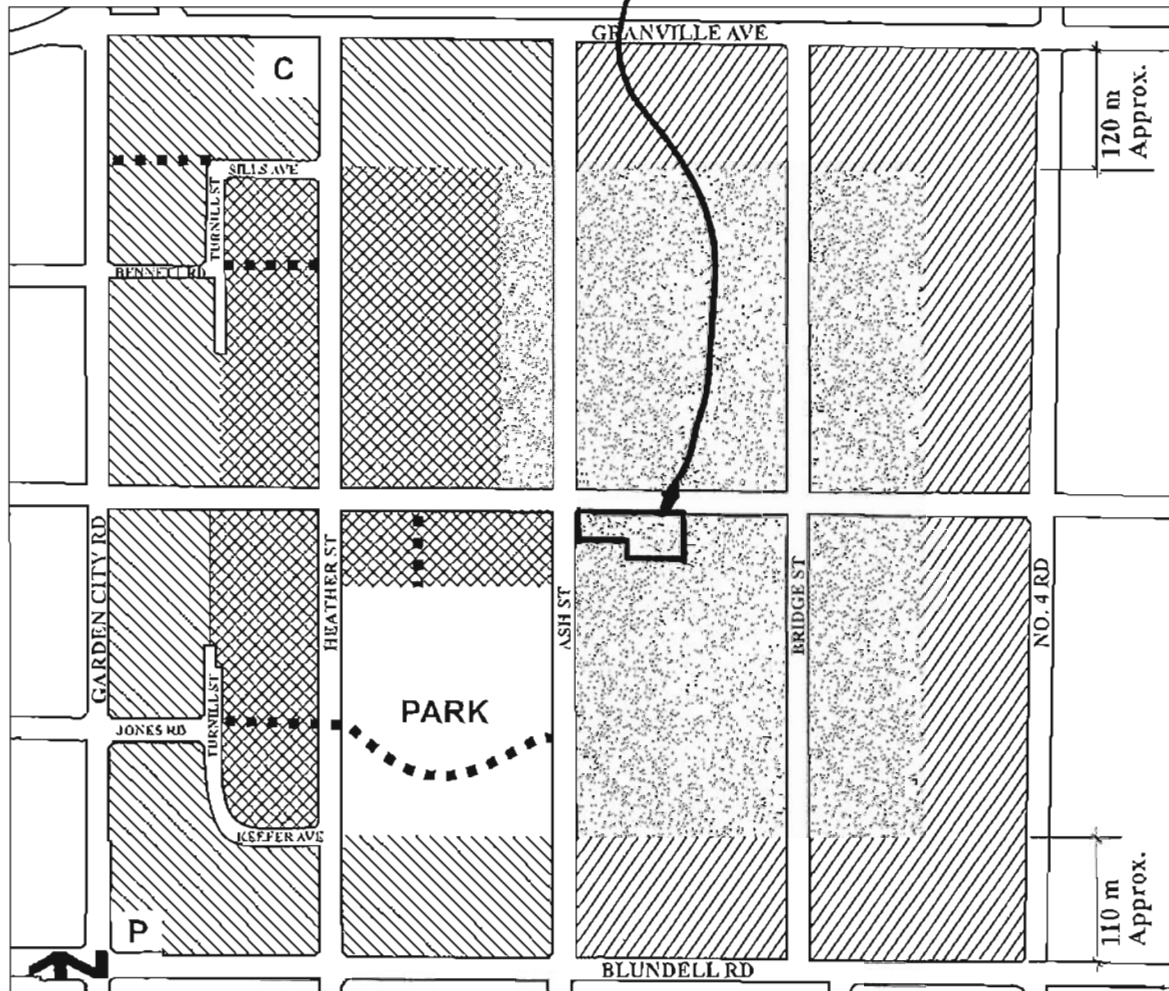 GRANVILLE AVE
C
120 m
Approx.
SILLS AVE
TURNILL ST
BENNETT RD
GARDEN CITY RD
HEATHER ST
ASH ST
BRIDGE ST
NO. 4 RD
PARK
JONES RD
TURNILL ST
KEEFER AVE
P
110 m
Approx.
BLUNDELL RD